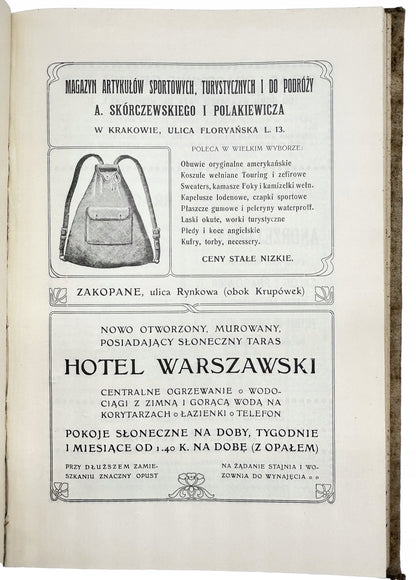 MAGAZYN ARTYKUŁÓW SPORTOWYCH, TURYSTYCZNYCH I DO PODRÓŻY
A. SKÓRCZEWSKIEGO I POLAKIEWICZA
W KRAKOWIE, ULICA FLORYAŃSKA L. 13.
POLECA W WIELKIM WYBORZE:
Obuwie oryginalne amerykańskie
Koszule wełniane Touring i zefirowe
Sweaters, kamasze Foky i kamizelki wełn.
Kapelusze lodenowe, czapki sportowe
Płaszcze gumowe i peleryny waterproff.
Laski okute, worki turystyczne
Pledy i koce angielskie
Kufry, torby, necessery.
CENY STAŁE NIZKIE.
ZAKOPANE, ulica Rynkowa (obok Krupówek)
NOWO OTWORZONY, MUROWANY,
POSIADAJĄCY SŁONECZNY TARAS
HOTEL WARSZAWSKI
CENTRALNE OGRZEWANIE o WODO-
CIĄGI Z ZIMNĄ I GORĄCĄ WODĄ NA
KORYTARZACH o ŁAZIENKI o TELEFON
POKOJE SŁONECZNE NA DOBY, TYGODNIE
I MIESIĄCE OD 1.40 K. NA DOBĘ (Z OPAŁEM)
PRZY DŁUŻSZEM ZAMIE-
SZKANIU ZNACZNY OPUST
NA ŻĄDANIE STAJNIA I WO-
ZOWNIA DO WYNAJĘCIA o o